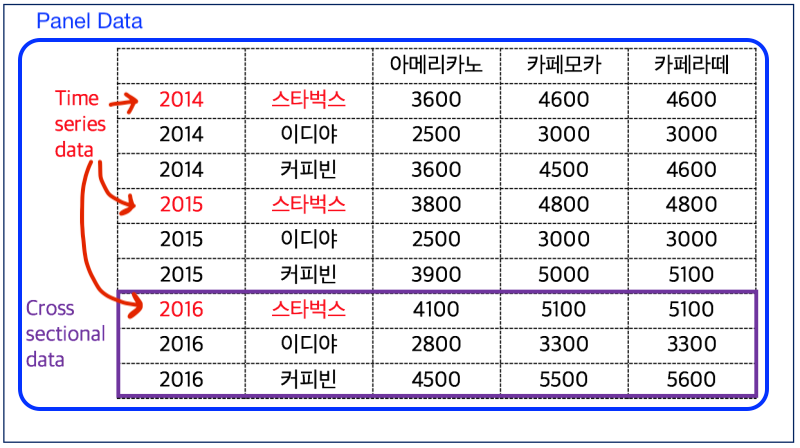 Panel Data
아메리카노 카페모카 카페라떼
Time series data
2014 스타벅스 3600 4600 4600
2014 이디야 2500 3000 3000
2014 커피빈 3600 4500 4600
2015 스타벅스 3800 4800 4800
2015 이디야 2500 3000 3000
2015 커피빈 3900 5000 5100
Cross sectional data
2016 스타벅스 4100 5100 5100
2016 이디야 2800 3300 3300
2016 커피빈 4500 5500 5600